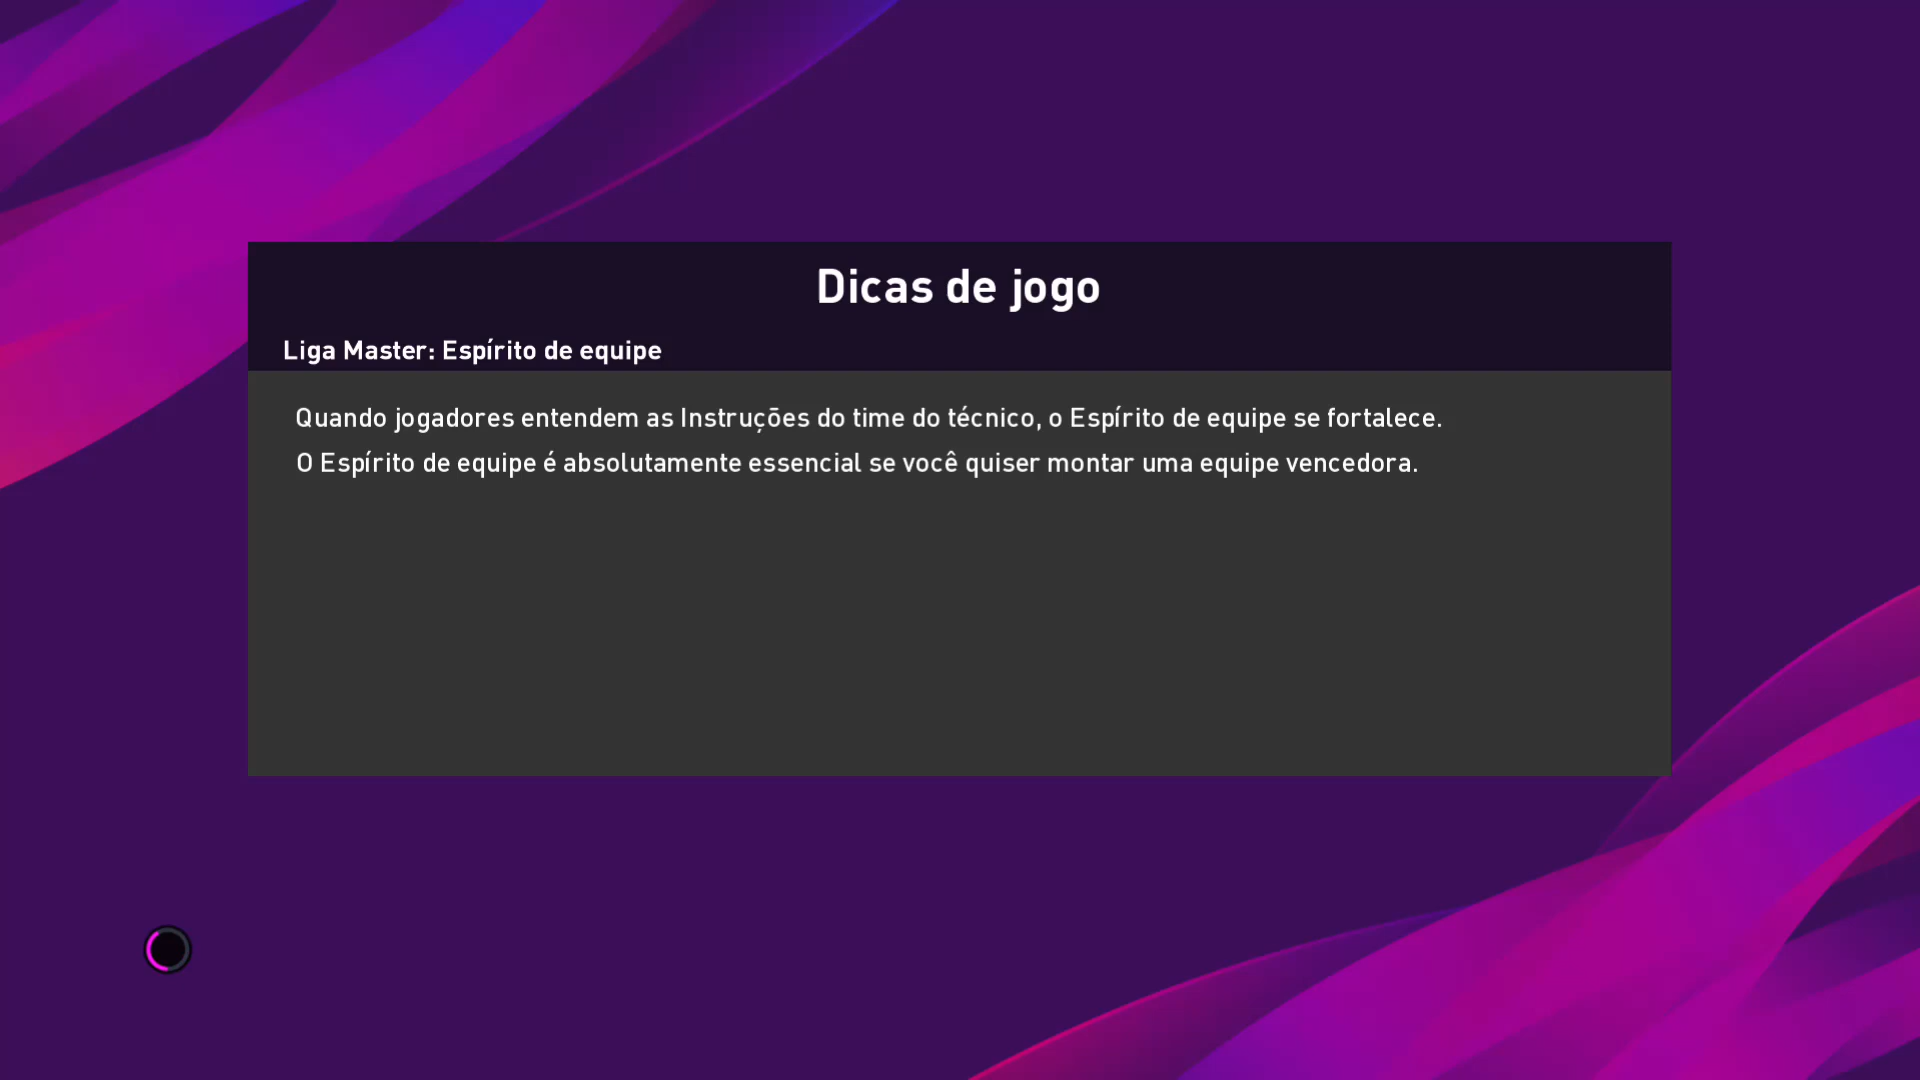 Dicas de jogo
Liga Master: Espírito de equipe
Quando jogadores entendem as Instruções do time do técnico, o Espírito de equipe se fortalece.
O Espírito de equipe é absolutamente essencial se você quiser montar uma equipe vencedora.